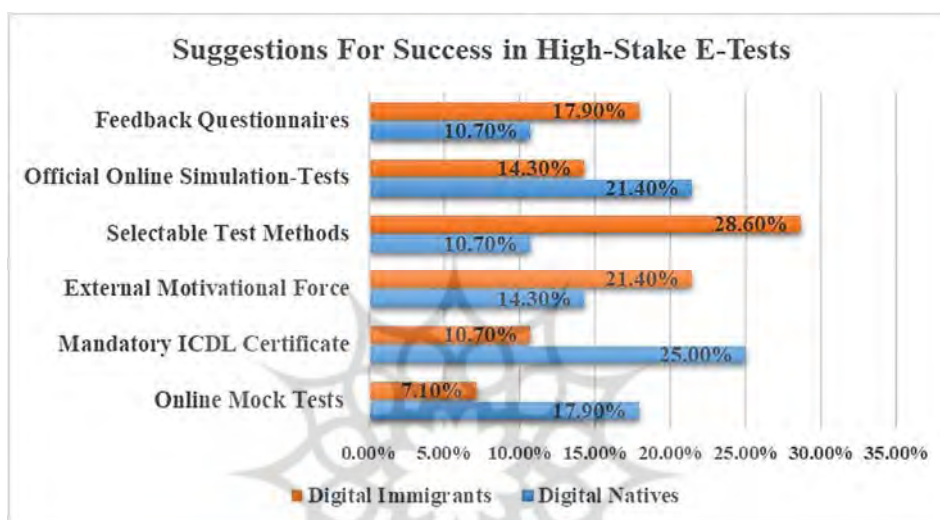 Suggestions For Success in High-Stake E-Tests
Feedback Questionnaires
17.90%
10.70%
Official Online Simulation-Tests
14.30%
21.40%
Selectable Test Methods
28.60%
10.70%
External Motivational Force
21.40%
14.30%
Mandatory ICDL Certificate
10.70%
25.00%
Online Mock Tests
7.10%
17.90%
0.00% 5.00% 10.00% 15.00% 20.00% 25.00% 30.00% 35.00%
Digital Immigrants Digital Natives